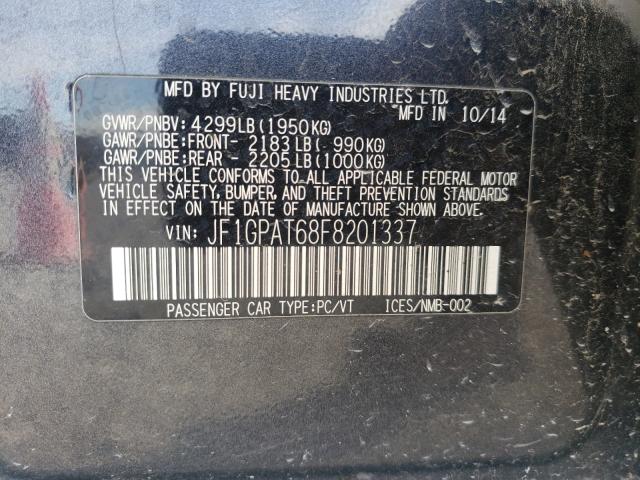 MFD BY FUJI HEAVY INDUSTRIES LTD.
MFD IN 10/14
GVWR/PNBV: 4299LB (1950KG)
GAWR/PNBE:FRONT- 2183LB ( 990KG)
GAWR/PNBE:REAR - 2205LB (1000KG)
THIS VEHICLE CONFORMS TO ALL APPLICABLE FEDERAL MOTOR
VEHICLE SAFETY, BUMPER, AND THEFT PREVENTION STANDARDS
IN EFFECT ON THE DATE OF MANUFACTURE SHOWN ABOVE.
VIN: JF1GPAT68F8201337
PASSENGER CAR TYPE:PC/VT ICES/NMB-002